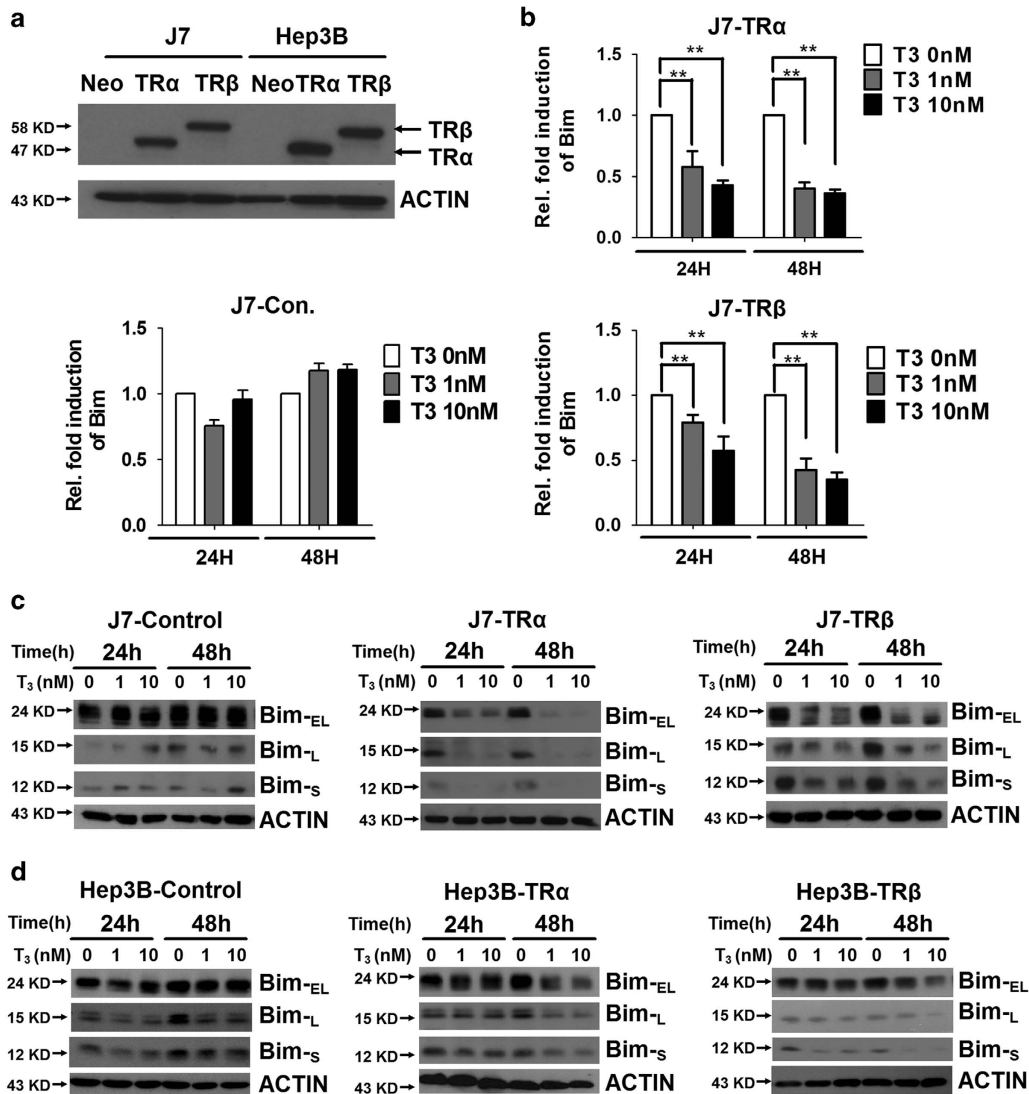 a
J7 Hep3B
Neo TRα TRβ Neo TRα TRβ
58 KD
47 KD
TRβ
TRα
43 KD
ACTIN
b
J7-TRα
Rel. fold induction
of Bim
1.5
1.0
0.5
0.0
** ** ** **
24H 48H
T3 0nM
T3 1nM
T3 10nM
J7-Con.
Rel. fold induction
of Bim
1.5
1.0
0.5
0.0
24H 48H
T3 0nM
T3 1nM
T3 10nM
J7-TRβ
Rel. fold induction
of Bim
1.5
1.0
0.5
0.0
** ** ** **
24H 48H
T3 0nM
T3 1nM
T3 10nM
c
J7-Control
Time(h) 24h 48h
T3 (nM) 0 1 10 0 1 10
24 KD Bim-EL
15 KD Bim-L
12 KD Bim-S
43 KD ACTIN
J7-TRα
Time(h) 24h 48h
T3 (nM) 0 1 10 0 1 10
24 KD Bim-EL
15 KD Bim-L
12 KD Bim-S
43 KD ACTIN
J7-TRβ
Time(h) 24h 48h
T3 (nM) 0 1 10 0 1 10
24 KD Bim-EL
15 KD Bim-L
12 KD Bim-S
43 KD ACTIN
d
Hep3B-Control
Time(h) 24h 48h
T3 (nM) 0 1 10 0 1 10
24 KD Bim-EL
15 KD Bim-L
12 KD Bim-S
43 KD ACTIN
Hep3B-TRα
Time(h) 24h 48h
T3 (nM) 0 1 10 0 1 10
24 KD Bim-EL
15 KD Bim-L
12 KD Bim-S
43 KD ACTIN
Hep3B-TRβ
Time(h) 24h 48h
T3 (nM) 0 1 10 0 1 10
24 KD Bim-EL
15 KD Bim-L
12 KD Bim-S
43 KD ACTIN